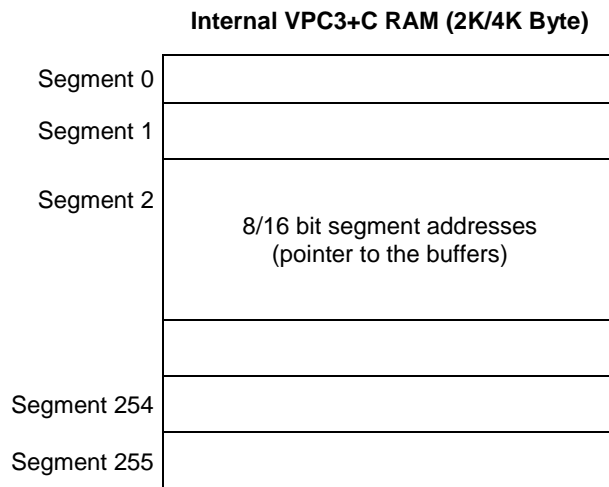 Internal VPC3+C RAM (2K/4K Byte)
Segment 0
Segment 1
Segment 2
8/16 bit segment addresses
(pointer to the buffers)
Segment 254
Segment 255